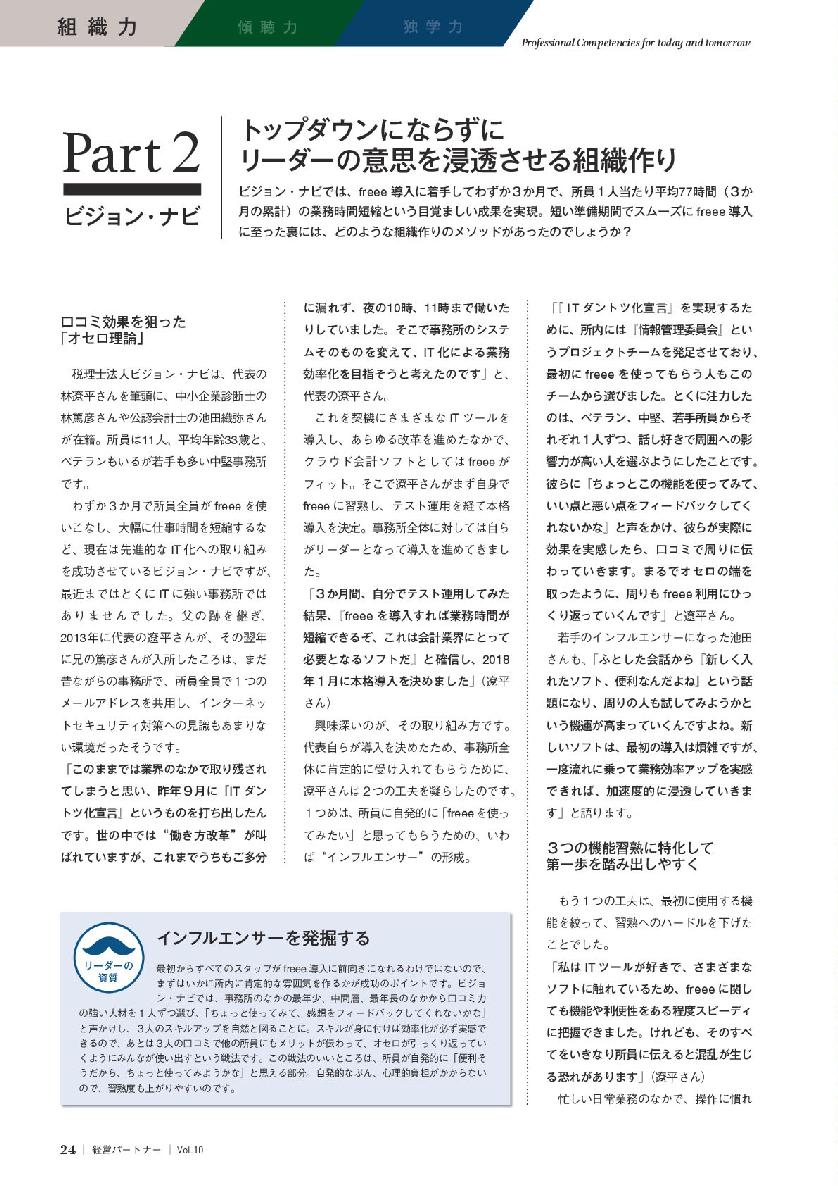 組織力
傾聴力
独学力
Professional Competencies for today and tomorrow
Part 2
ビジョン・ナビ
トップダウンにならずに
リーダーの意思を浸透させる組織作り
ビジョン・ナビでは、freee 導入に着手してわずか3か月で、所員1人当たり平均77時間（3か
月の累計）の業務時間短縮という目覚ましい成果を実現。短い準備期間でスムーズに freee 導入
に至った裏には、どのような組織作りのメソッドがあったのでしょうか？
口コミ効果を狙った
「オセロ理論」
税理士法人ビジョン・ナビは、代表の
林遼平さんを筆頭に、中小企業診断士の
林篤彦さんや公認会計士の池田織弥さん
が在籍。所員は11人。平均年齢33歳と、
ベテランもいるが若手も多い中堅事務所
です。
わずか3か月で所員全員が freee を使
いこなし、大幅に仕事時間を短縮するな
ど、現在は先進的な IT 化への取り組み
を成功させているビジョン・ナビですが、
最近まではとくに IT に強い事務所では
ありませんでした。父の跡を継ぎ、
2013年に代表の遼平さんが、その翌年
に兄の篤彦さんが入所したころは、まだ
昔ながらの事務所で、所員全員で1つの
メールアドレスを共用し、インターネッ
トセキュリティ対策への見識もあまりな
い環境だったそうです。
「このままでは業界のなかで取り残され
てしまうと思い、昨年9月に『IT ダン
トツ化宣言』というものを打ち出したん
です。世の中では“働き方改革”が叫
ばれていますが、これまでうちもご多分
に漏れず、夜の10時、11時まで働いた
りしていました。そこで事務所のシステ
ムそのものを変えて、IT 化による業務
効率化を目指そうと考えたのです」と、
代表の遼平さん。
これを契機にさまざまな IT ツールを
導入し、あらゆる改革を進めたなかで、
クラウド会計ソフトとしては freee が
フィット。そこで遼平さんがまず自身で
freee に習熟し、テスト運用を経て本格
導入を決定。事務所全体に対しては自ら
がリーダーとなって導入を進めてきまし
た。
「3か月間、自分でテスト運用してみた
結果、『freee を導入すれば業務時間が
短縮できるぞ、これは会計業界にとって
必要となるソフトだ』と確信し、2018
年1月に本格導入を決めました」（遼平
さん）
興味深いのが、その取り組み方です。
代表自らが導入を決めたため、事務所全
体に肯定的に受け入れてもらうために、
遼平さんは2つの工夫を凝らしたのです。
1つめは、所員に自発的に「freee を使っ
てみたい」と思ってもらうための、いわ
ば“インフルエンサー”の形成。
「『IT ダントツ化宣言』を実現するた
めに、所内には『情報管理委員会』とい
うプロジェクトチームを発足させており、
最初に freee を使ってもらう人もこの
チームから選びました。とくに注力した
のは、ベテラン、中堅、若手所員からそ
れぞれ1人ずつ、話し好きで周囲への影
響力が高い人を選ぶようにしたことです。
彼らに『ちょっとこの機能を使ってみて、
いい点と悪い点をフィードバックしてく
れないかな』と声をかけ、彼らが実際に
効果を実感したら、口コミで周りに伝
わっていきます。まるでオセロの端を
取ったように、周りも freee 利用にひっ
くり返っていくんです」と遼平さん。
若手のインフルエンサーになった池田
さんも、「ふとした会話から『新しく入
れたソフト、便利なんだよね』という話
題になり、周りの人も試してみようかと
いう機運が高まっていくんですよね。新
しいソフトは、最初の導入は煩雑ですが、
一度流れに乗って業務効率アップを実感
できれば、加速度的に浸透していきま
す」と語ります。
3つの機能習熟に特化して
第一歩を踏み出しやすく
もう1つの工夫は、最初に使用する機
能を絞って、習熟へのハードルを下げた
ことでした。
「私は IT ツールが好きで、さまざまな
ソフトに触れているため、freee に関し
ても機能や利便性をある程度スピーディ
に把握できました。けれども、そのすべ
てをいきなり所員に伝えると混乱が生じ
る恐れがあります」（遼平さん）
忙しい日常業務のなかで、操作に慣れ
リーダーの
資質
インフルエンサーを発掘する
最初からすべてのスタッフが freee 導入に前向きになれるわけではないので、
まずはいかに所内に肯定的な雰囲気を作るかが成功のポイントです。ビジョ
ン・ナビでは、事務所のなかの最年少、中間層、最年長のなかから口コミ力
の強い人材を1人ずつ選び、「ちょっと使ってみて、感想をフィードバックしてくれないかな」
と声かけし、3人のスキルアップを自然と図ることに。スキルが身に付けば効率化が必ず実感で
きるので、あとは3人の口コミで他の所員にもメリットが伝わって、オセロが引っくり返ってい
くようにみんなが使い出すという戦法です。この戦法のいいところは、所員が自発的に「便利そ
うだから、ちょっと使ってみようかな」と思える部分。自発的なぶん、心理的負担がかからない
ので、習熟度も上がりやすいのです。
24 | 経営パートナー | Vol.10